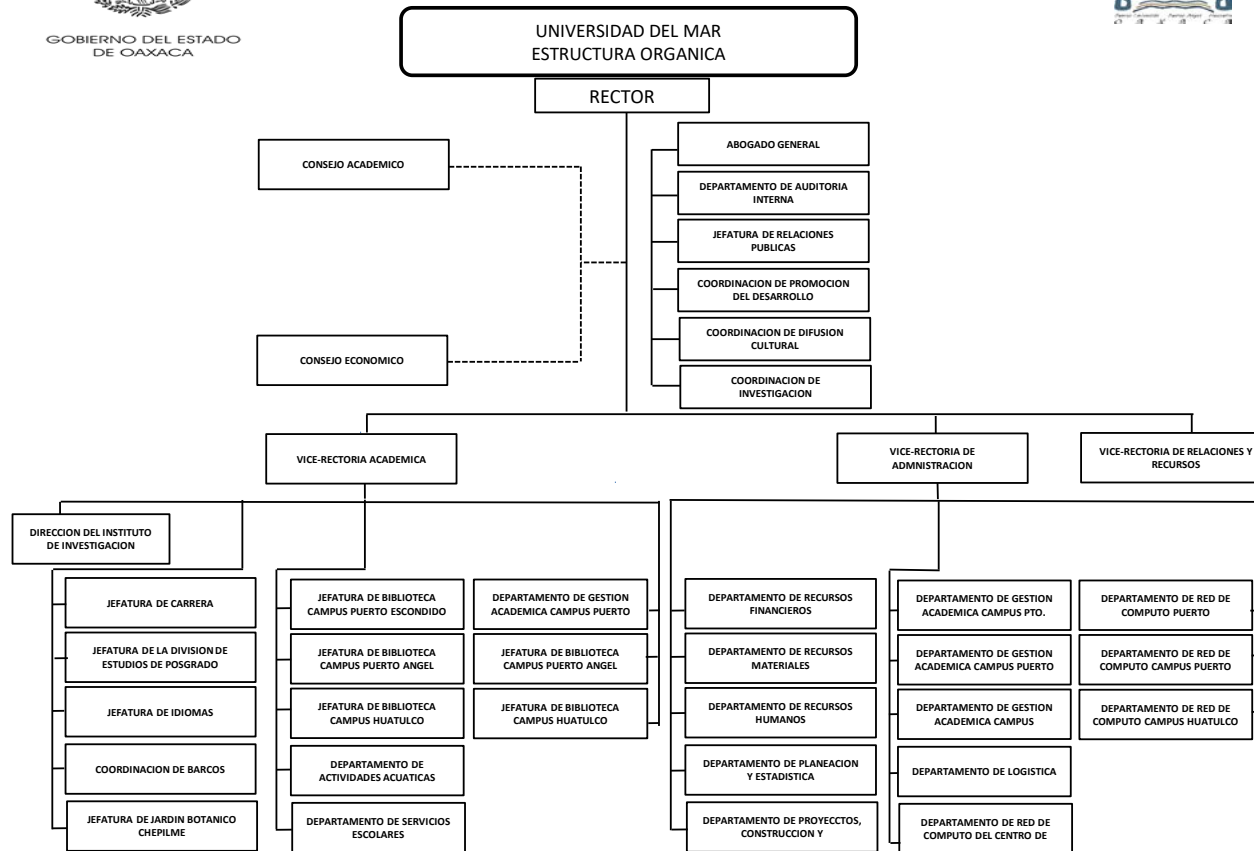 GOBIERNO DEL ESTADO
DE OAXACA
UNIVERSIDAD DEL MAR
ESTRUCTURA ORGANICA
RECTOR
CONSEJO ACADEMICO
CONSEJO ECONOMICO
ABOGADO GENERAL
DEPARTAMENTO DE AUDITORIA
INTERNA
JEFATURA DE RELACIONES
PUBLICAS
COORDINACION DE PROMOCION
DEL DESARROLLO
COORDINACION DE DIFUSION
CULTURAL
COORDINACION DE
INVESTIGACION
VICE-RECTORIA ACADEMICA
VICE-RECTORIA DE
ADMNISTRACION
VICE-RECTORIA DE RELACIONES Y
RECURSOS
DIRECCION DEL INSTITUTO
DE INVESTIGACION
JEFATURA DE CARRERA
JEFATURA DE LA DIVISION DE
ESTUDIOS DE POSGRADO
JEFATURA DE IDIOMAS
COORDINACION DE BARCOS
JEFATURA DE JARDIN BOTANICO
CHEPILME
JEFATURA DE BIBLIOTECA
CAMPUS PUERTO ESCONDIDO
JEFATURA DE BIBLIOTECA
CAMPUS PUERTO ANGEL
JEFATURA DE BIBLIOTECA
CAMPUS HUATULCO
DEPARTAMENTO DE
ACTIVIDADES ACUATICAS
DEPARTAMENTO DE SERVICIOS
ESCOLARES
DEPARTAMENTO DE GESTION
ACADEMICA CAMPUS PUERTO
JEFATURA DE BIBLIOTECA
CAMPUS PUERTO ANGEL
JEFATURA DE BIBLIOTECA
CAMPUS HUATULCO
DEPARTAMENTO DE RECURSOS
FINANCIEROS
DEPARTAMENTO DE RECURSOS
MATERIALES
DEPARTAMENTO DE RECURSOS
HUMANOS
DEPARTAMENTO DE PLANEACION
Y ESTADISTICA
DEPARTAMENTO DE PROYECCTOS,
CONSTRUCCION Y
DEPARTAMENTO DE GESTION
ACADEMICA CAMPUS PTO.
DEPARTAMENTO DE GESTION
ACADEMICA CAMPUS PUERTO
DEPARTAMENTO DE GESTION
ACADEMICA CAMPUS
DEPARTAMENTO DE LOGISTICA
DEPARTAMENTO DE RED DE
COMPUTO DEL CENTRO DE
DEPARTAMENTO DE RED DE
COMPUTO PUERTO
DEPARTAMENTO DE RED DE
COMPUTO CAMPUS PUERTO
DEPARTAMENTO DE RED DE
COMPUTO CAMPUS HUATULCO